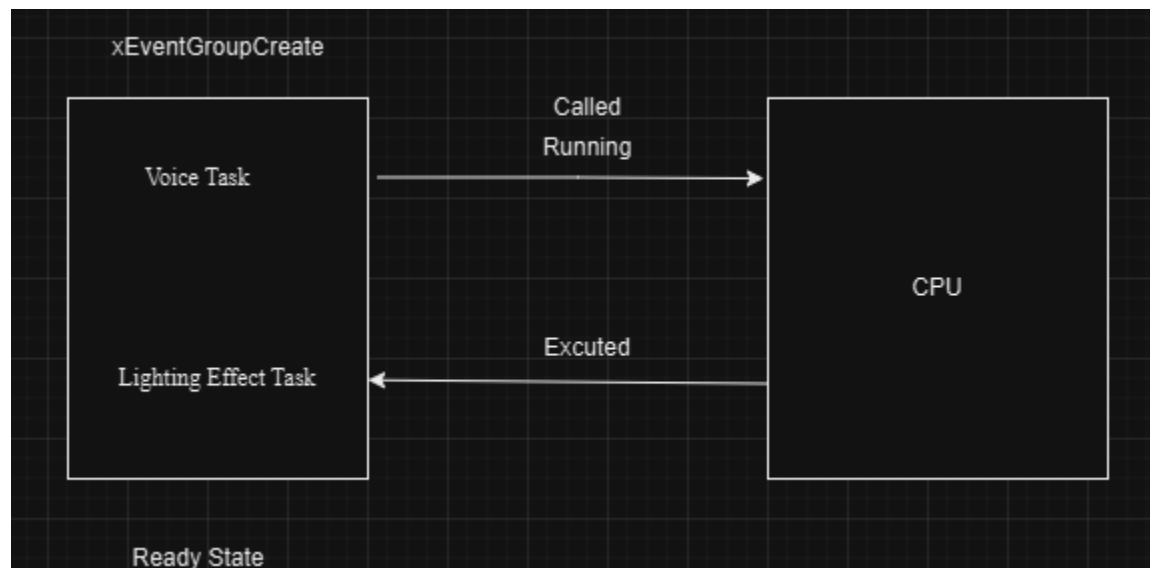 xEventGroupCreate
Called
Running
Voice Task
CPU
Excuted
Lighting Effect Task
Ready State